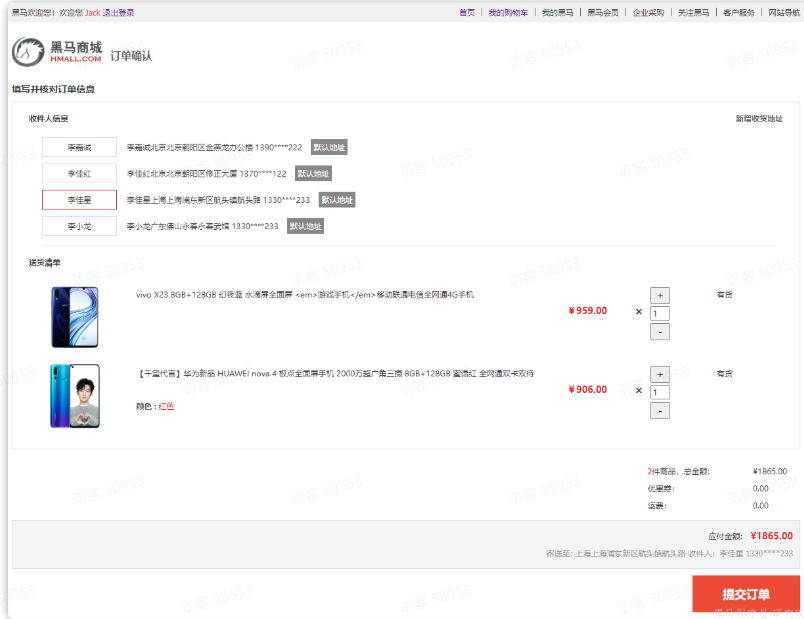 黑马欢迎您! 欢迎您 Jack 退出登录 首页 我的购物车 我的黑马 黑马会员 企业采购 关注黑马 客户服务 网站导航
黑马商城
HMALL.COM
订单确认
填写并核对订单信息
收件人信息 新增收货地址
李嘉诚 李嘉诚北京北京朝阳区金燕龙办公楼 1390****222 默认地址
李佳红 李佳红北京北京朝阳区修正大厦 1370****122 默认地址
李佳星 李佳星上海上海浦东新区航头镇航头路 1330****233 默认地址
李小龙 李小龙广东佛山永春永春武馆 1330****233 默认地址
送货清单
vivo X23 8GB+128GB 幻夜蓝 水滴屏全面屏 <em>游戏手机</em>移动联通电信全网通4G手机
¥959.00 × + 1 - 有货
【千玺代言】华为新品 HUAWEI nova 4 极点全面屏手机 2000万超广角三摄 8GB+128GB 蜜语红 全网通双卡双待
颜色 : 红色
¥906.00 × + 1 - 有货
2件商品, 总金额: ¥1865.00
优惠券: 0.00
运费: 0.00
应付金额: ¥1865.00
寄送至: 上海上海浦东新区航头镇航头路 收件人: 李佳星 1330****233
提交订单
访客 50953